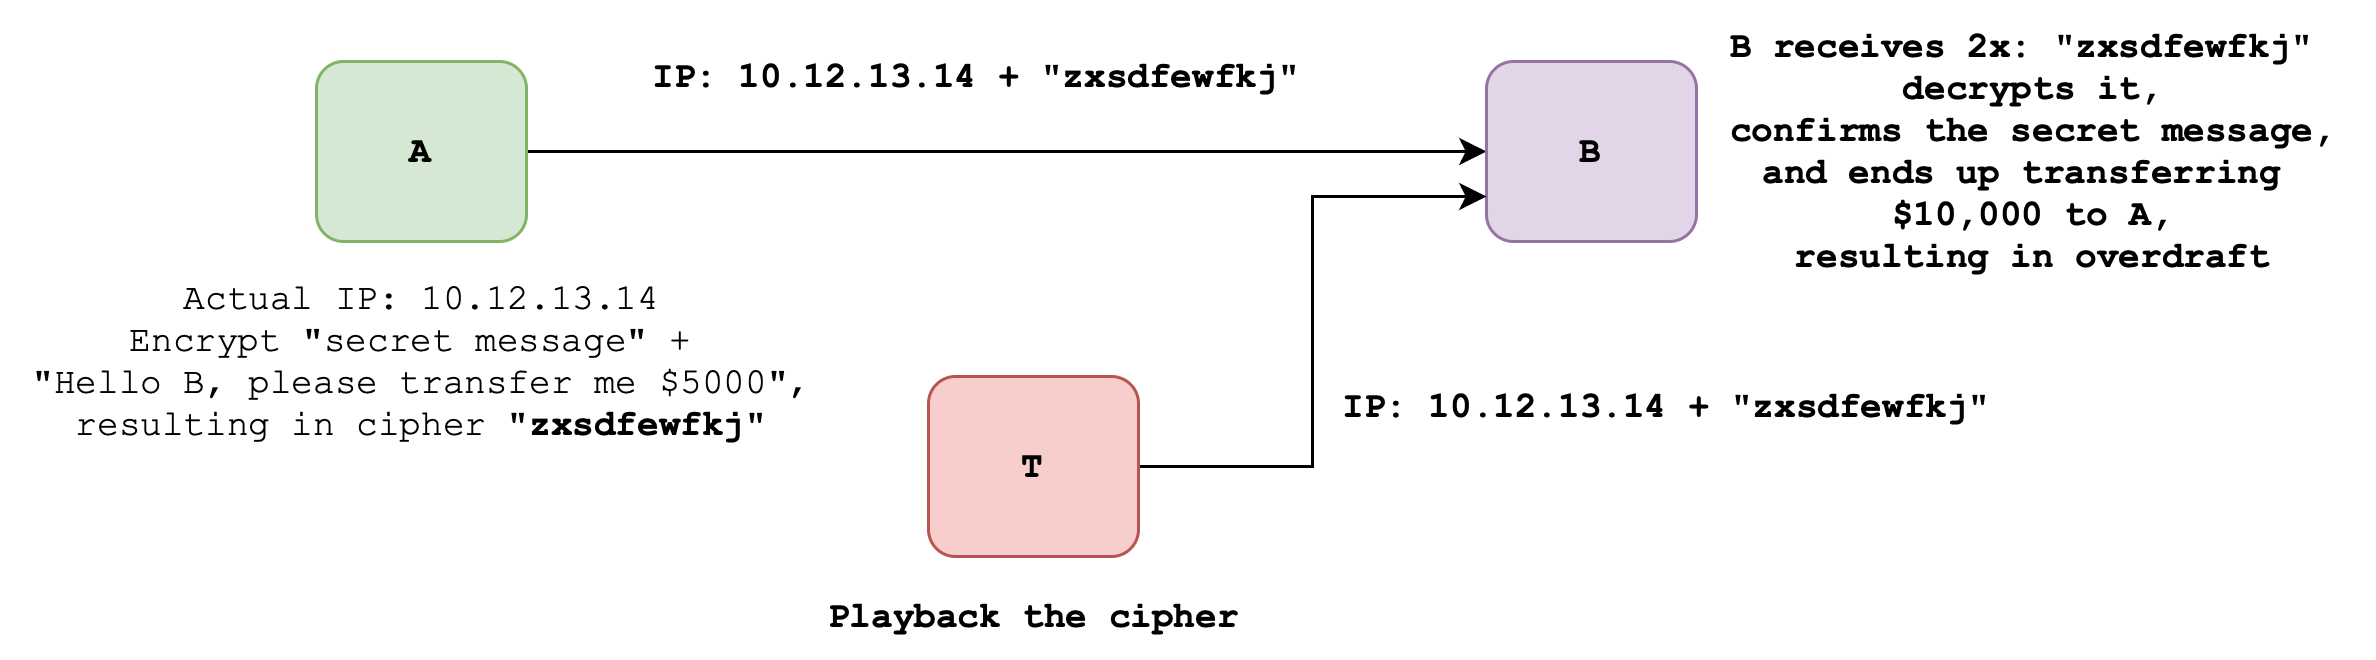 IP: 10.12.13.14 + "zxsdfewfkj"
A
B
B receives 2x: "zxsdfewfkj"
decrypts it,
confirms the secret message,
and ends up transferring
$10,000 to A,
resulting in overdraft
Actual IP: 10.12.13.14
Encrypt "secret message" +
"Hello B, please transfer me $5000",
resulting in cipher "zxsdfewfkj"
T
IP: 10.12.13.14 + "zxsdfewfkj"
Playback the cipher